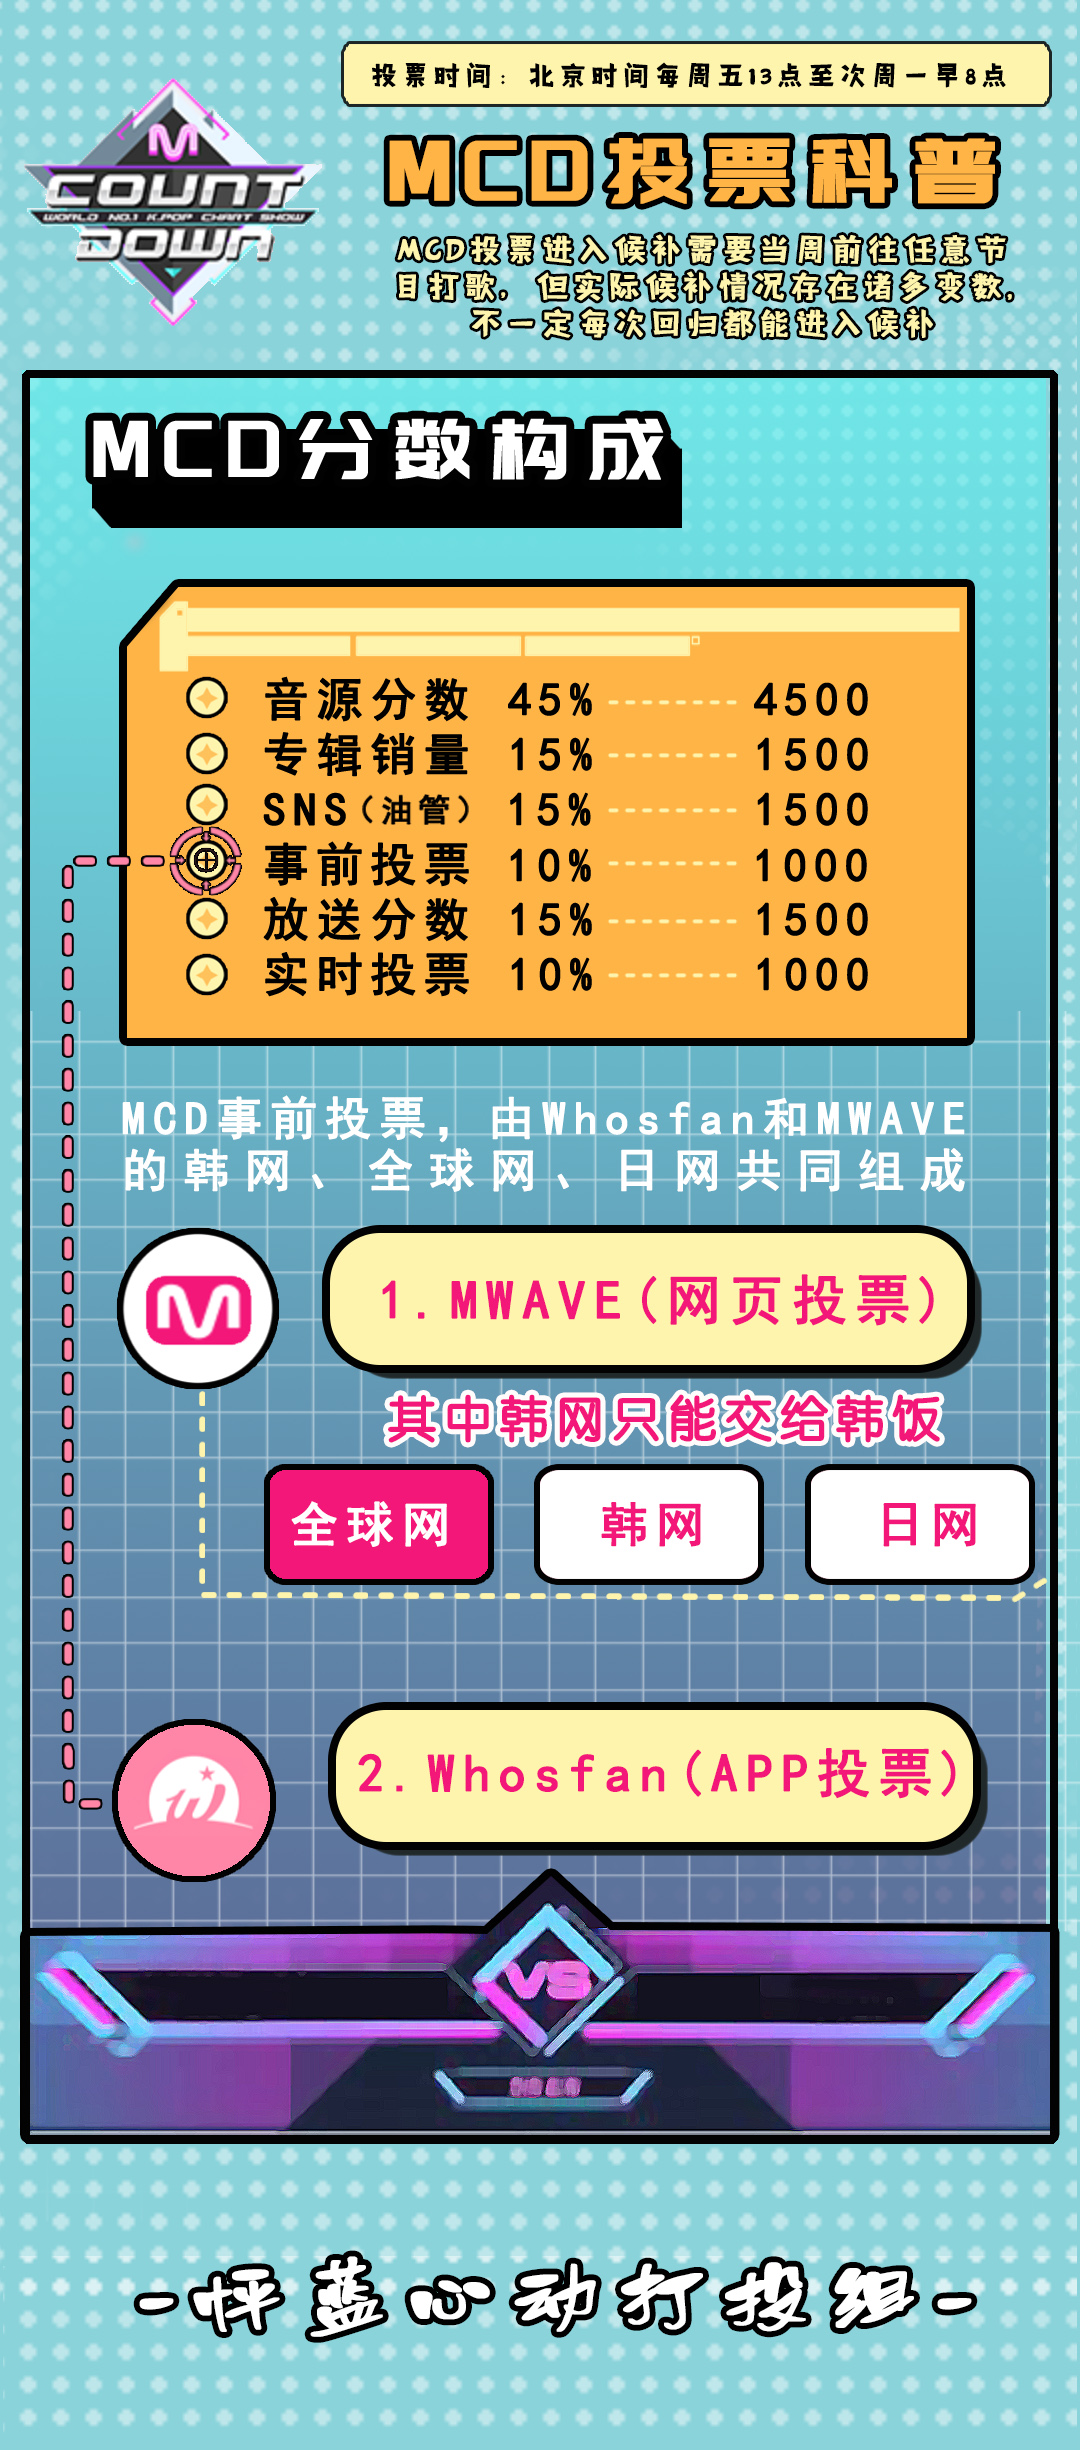 投票时间：北京时间每周五13点至次周一早8点
M
COUNT
WORLD NO.1 K.POP CHART SHOW
DOWN
MCD投票科普
MCD投票进入候补需要当周前往任意节
目打歌，但实际候补情况存在诸多变数，
不一定每次回归都能进入候补
MCD分数构成
音源分数 45% 4500
专辑销量 15% 1500
SNS（油管） 15% 1500
事前投票 10% 1000
放送分数 15% 1500
实时投票 10% 1000
MCD事前投票，由Whosfan和MWAVE
的韩网、全球网、日网共同组成
M
1.MWAVE(网页投票)
其中韩网只能交给韩饭
全球网 韩网 日网
W
2.Whosfan(APP投票)
VS
-怦蓝心动打投组-